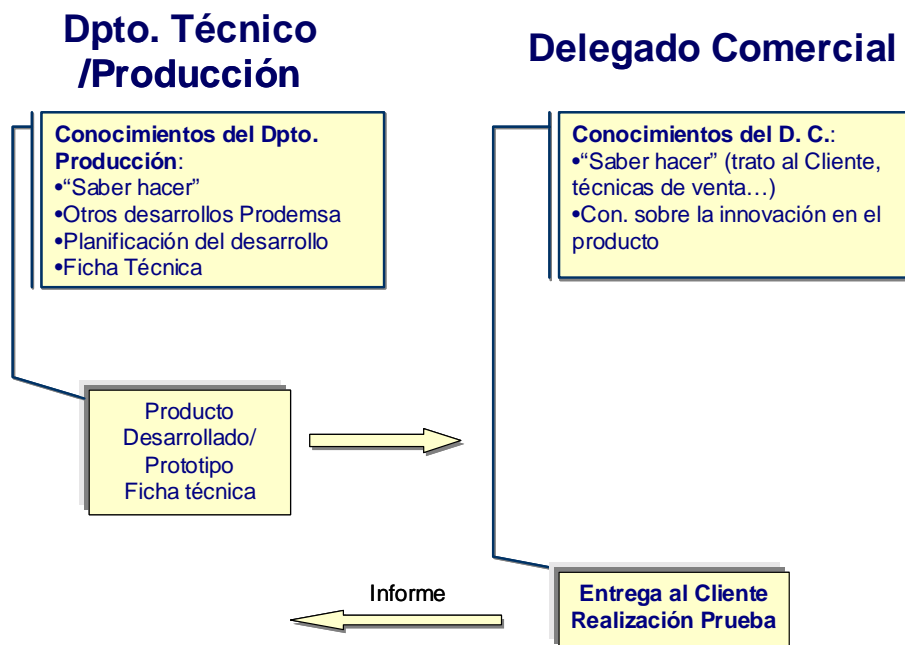 Dpto. Técnico
/Producción
Delegado Comercial
Conocimientos del Dpto.
Producción:
•“Saber hacer”
•Otros desarrollos Prodemsa
•Planificación del desarrollo
•Ficha Técnica
Conocimientos del D. C.:
•“Saber hacer” (trato al Cliente,
técnicas de venta…)
•Con. sobre la innovación en el
producto
Producto
Desarrollado/
Prototipo
Ficha técnica
Informe
Entrega al Cliente
Realización Prueba